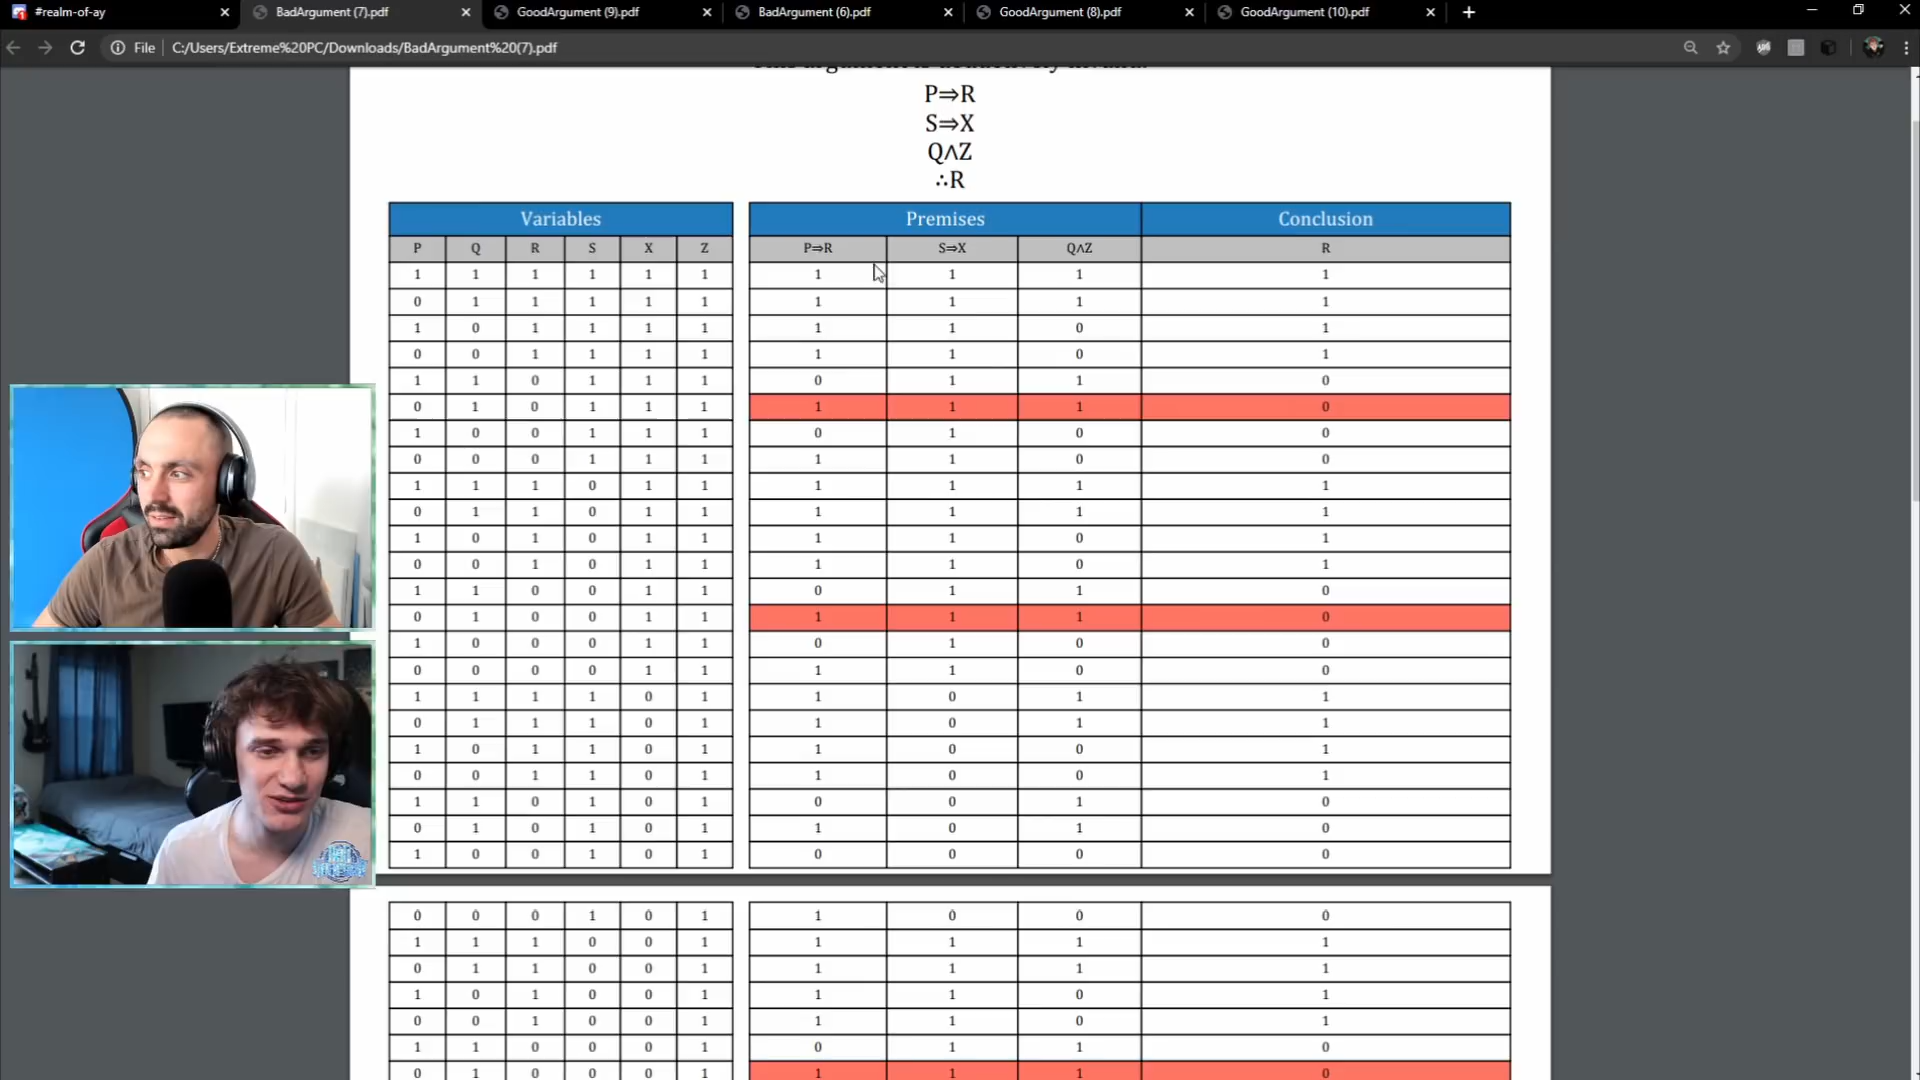 #realm-of-ay
BadArgument (7).pdf
GoodArgument (9).pdf
BadArgument (6).pdf
GoodArgument (8).pdf
GoodArgument (10).pdf
File C:/Users/Extreme%20PC/Downloads/BadArgument%20(7).pdf
This argument is deductively invalid.
P⇒R
S⇒X
Q∧Z
∴R
Variables Premises Conclusion
P Q R S X Z P⇒R S⇒X Q∧Z R
1 1 1 1 1 1 1 1 1 1
0 1 1 1 1 1 1 1 1 1
1 0 1 1 1 1 1 1 0 1
0 0 1 1 1 1 1 1 0 1
1 1 0 1 1 1 0 1 1 0
0 1 0 1 1 1 1 1 1 0
1 0 0 1 1 1 0 1 0 0
0 0 0 1 1 1 1 1 0 0
1 1 1 0 1 1 1 1 1 1
0 1 1 0 1 1 1 1 1 1
1 0 1 0 1 1 1 1 0 1
0 0 1 0 1 1 1 1 0 1
1 1 0 0 1 1 0 1 1 0
0 1 0 0 1 1 1 1 1 0
1 0 0 0 1 1 0 1 0 0
0 0 0 0 1 1 1 1 0 0
1 1 1 1 0 1 1 0 1 1
0 1 1 1 0 1 1 0 1 1
1 0 1 1 0 1 1 0 0 1
0 0 1 1 0 1 1 0 0 1
1 1 0 1 0 1 0 0 1 0
0 1 0 1 0 1 1 0 1 0
1 0 0 1 0 1 0 0 0 0
0 0 0 1 0 1 1 0 0 0
1 1 1 0 0 1 1 1 1 1
0 1 1 0 0 1 1 1 1 1
1 0 1 0 0 1 1 1 0 1
0 0 1 0 0 1 1 1 0 1
1 1 0 0 0 1 0 1 1 0
0 1 0 0 0 1 1 1 1 0